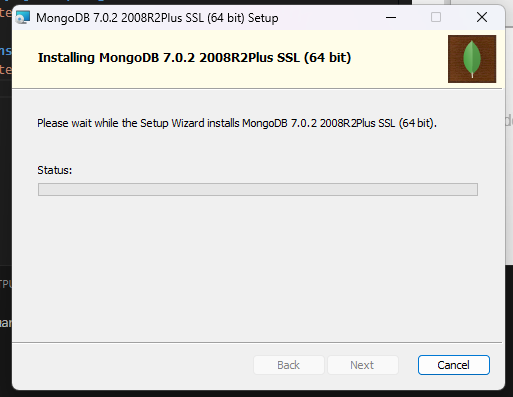 MongoDB 7.0.2 2008R2Plus SSL (64 bit) Setup
Installing MongoDB 7.0.2 2008R2Plus SSL (64 bit)
Please wait while the Setup Wizard installs MongoDB 7.0.2 2008R2Plus SSL (64 bit).
Status:
Back
Next
Cancel